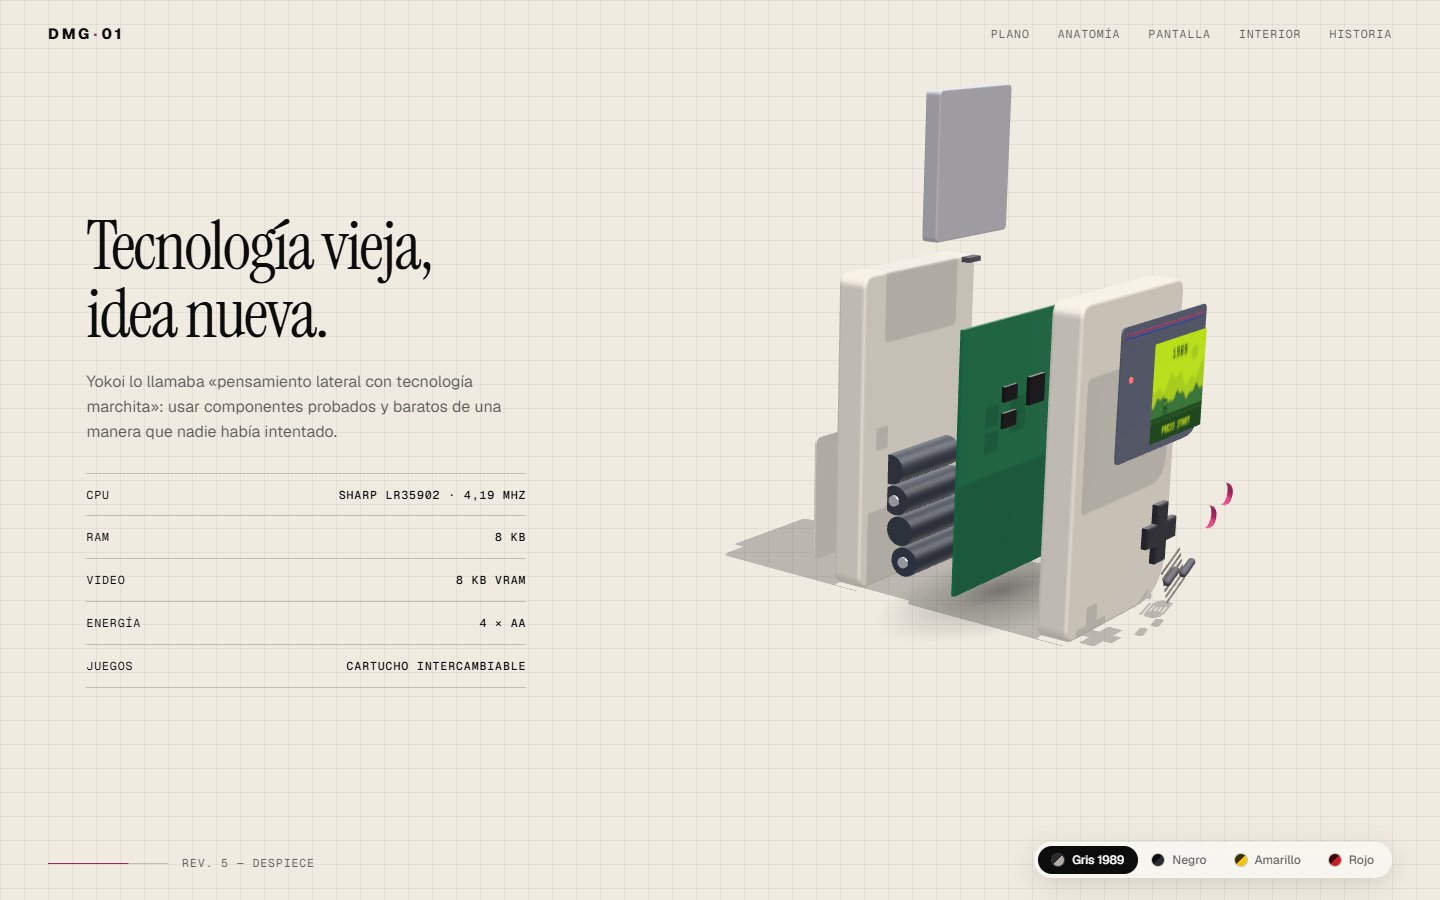 DMG·01
PLANO
ANATOMÍA
PANTALLA
INTERIOR
HISTORIA
Tecnología vieja,
idea nueva.
Yokoi lo llamaba «pensamiento lateral con tecnología
marchita»: usar componentes probados y baratos de una
manera que nadie había intentado.
CPU SHARP LR35902 · 4,19 MHZ
RAM 8 KB
VIDEO 8 KB VRAM
ENERGÍA 4 × AA
JUEGOS CARTUCHO INTERCAMBIABLE
1989
PRESS START
REV. 5 — DESPIECE
Gris 1989
Negro
Amarillo
Rojo